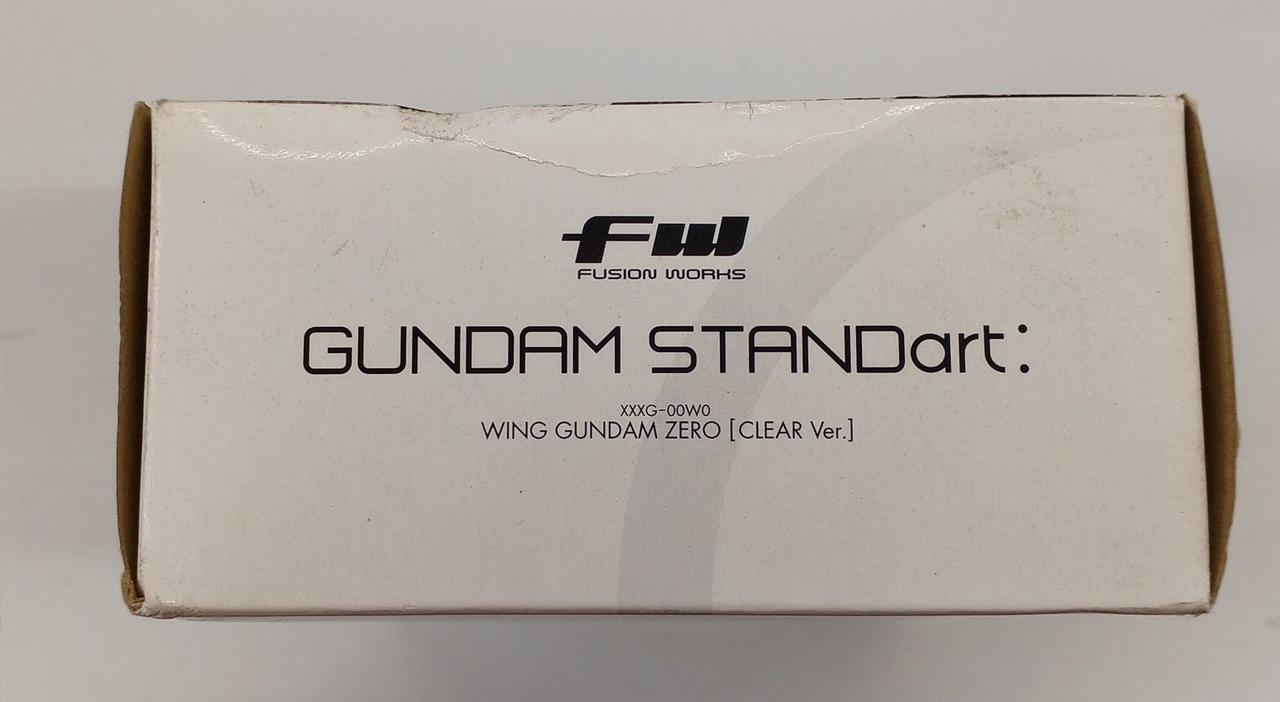 fw
FUSION WORKS
GUNDAM STANDart:
XXXG-00W0
WING GUNDAM ZERO [CLEAR Ver.]